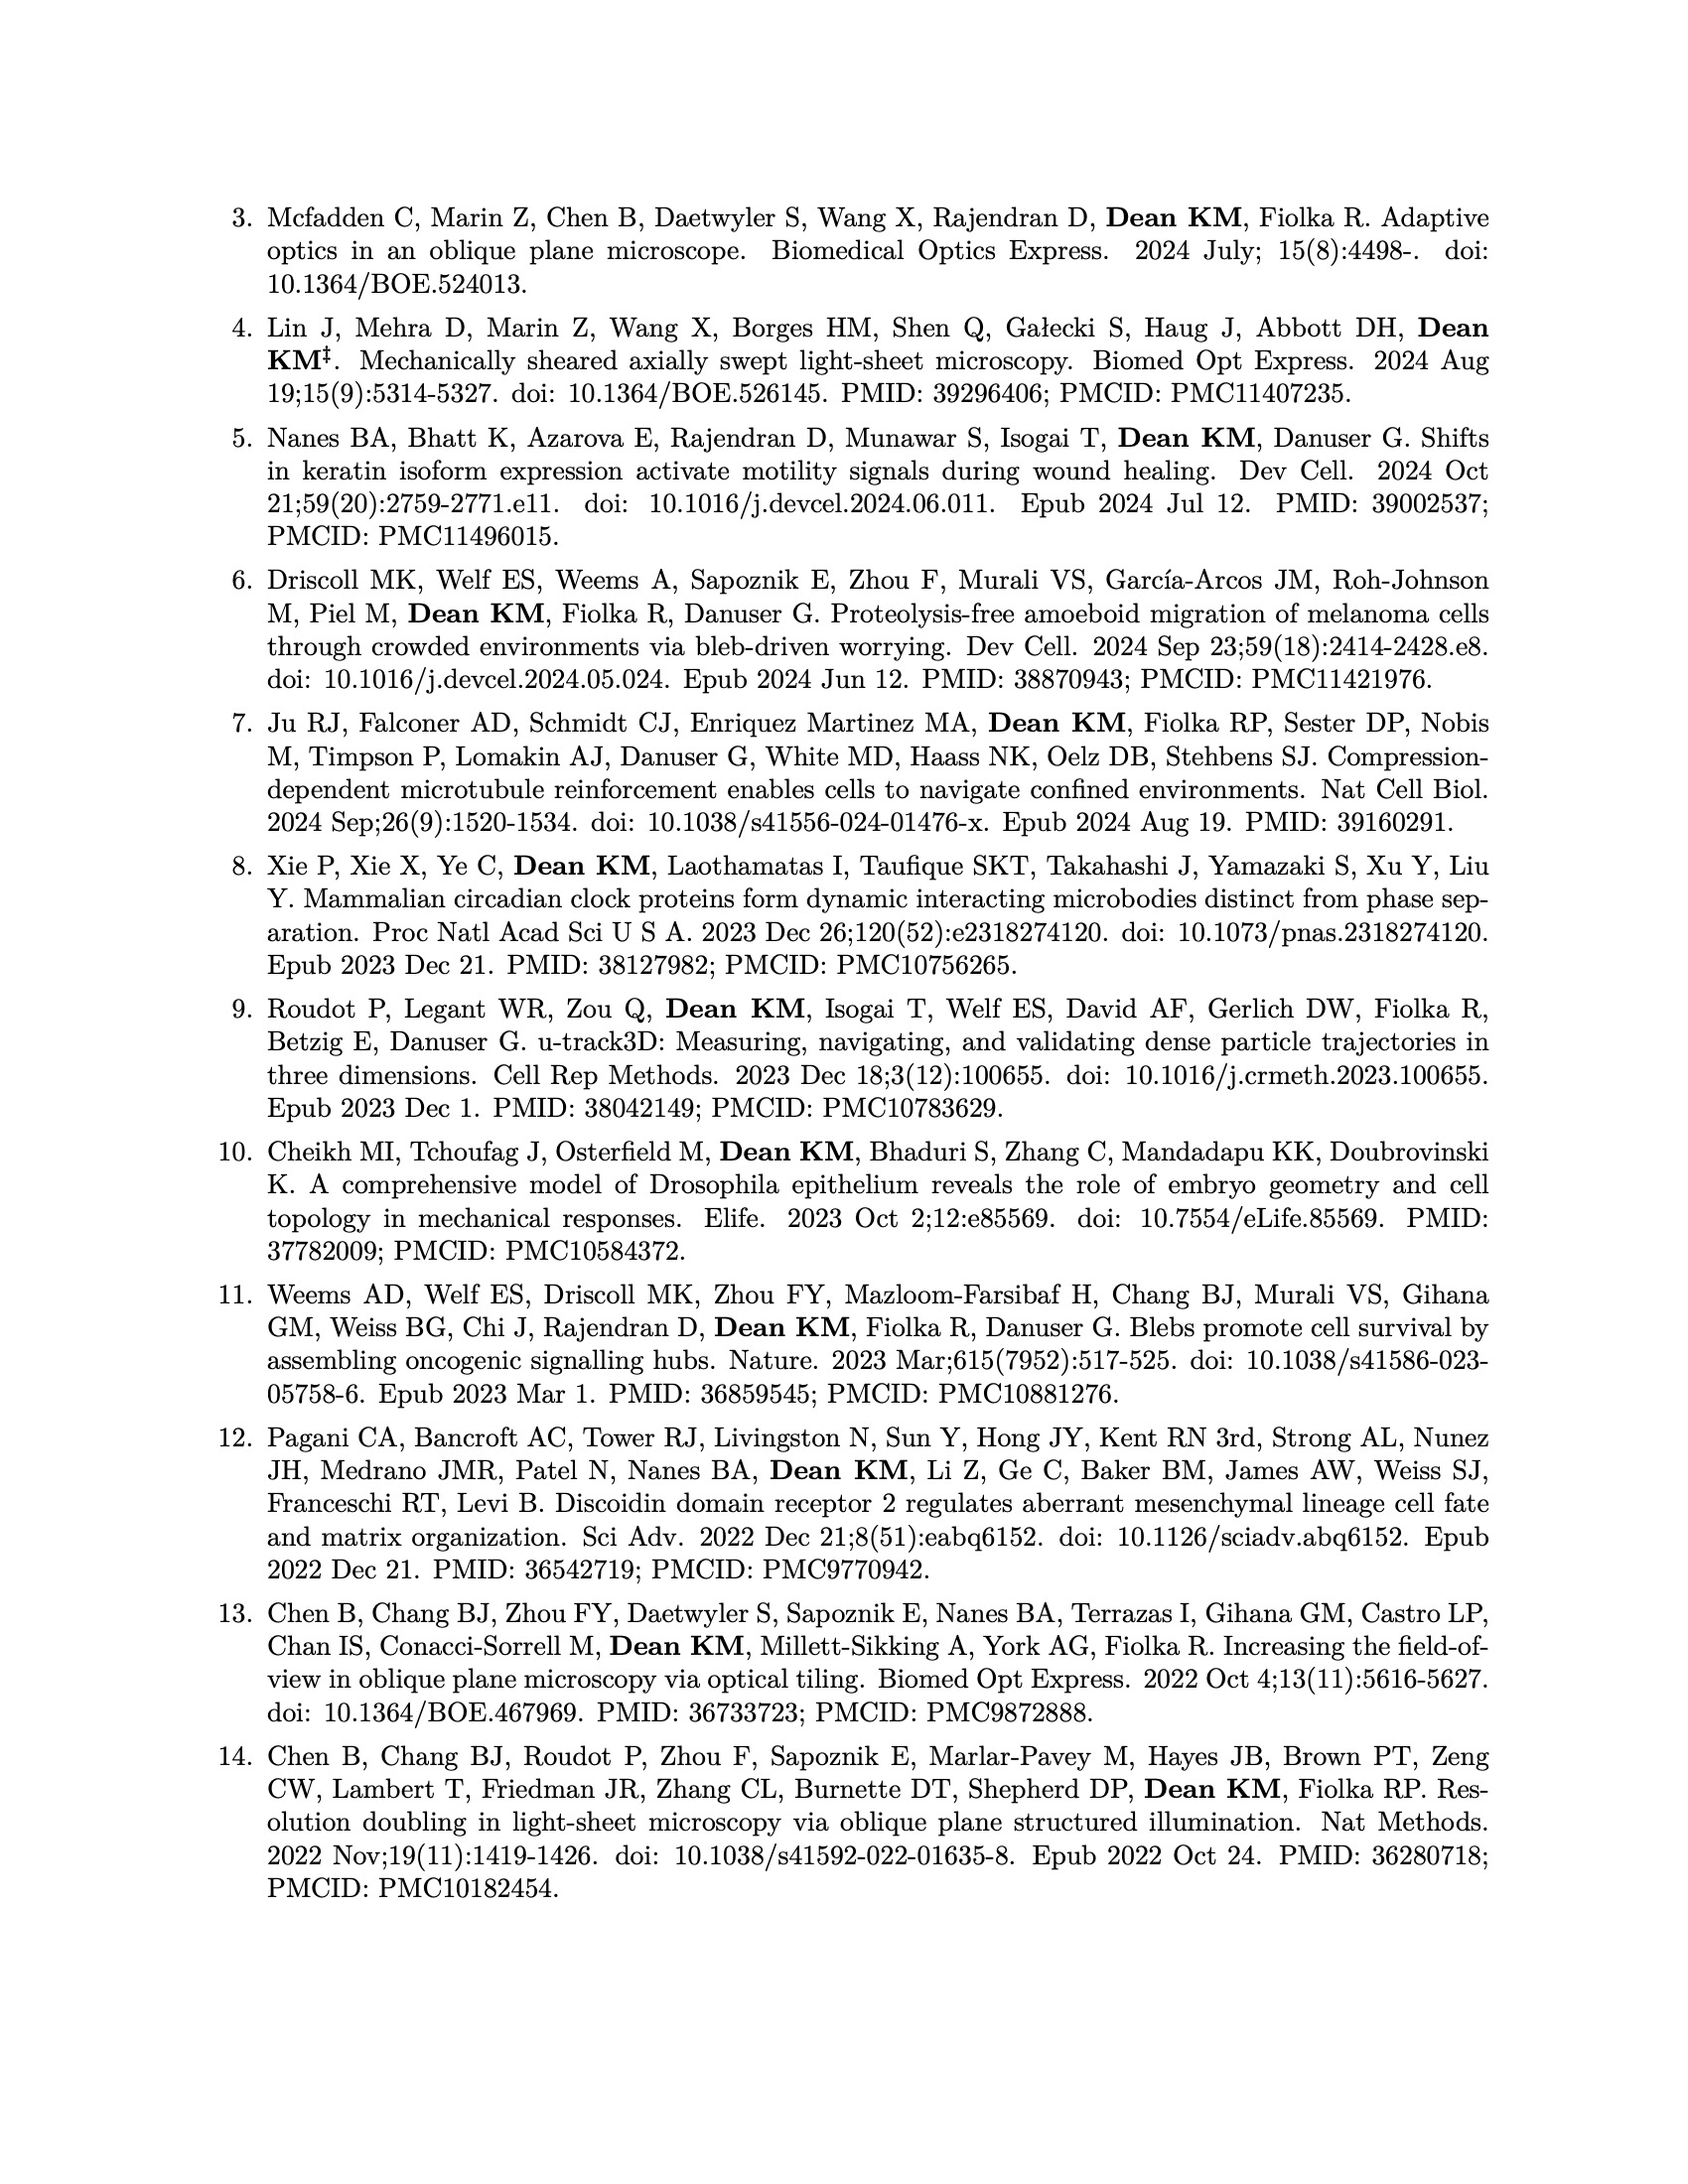 3. Mcfadden C, Marin Z, Chen B, Daetwyler S, Wang X, Rajendran D, Dean KM, Fiolka R. Adaptive
optics in an oblique plane microscope. Biomedical Optics Express. 2024 July; 15(8):4498-. doi:
10.1364/BOE.524013.
4. Lin J, Mehra D, Marin Z, Wang X, Borges HM, Shen Q, Gałecki S, Haug J, Abbott DH, Dean
KM‡. Mechanically sheared axially swept light-sheet microscopy. Biomed Opt Express. 2024 Aug
19;15(9):5314-5327. doi: 10.1364/BOE.526145. PMID: 39296406; PMCID: PMC11407235.
5. Nanes BA, Bhatt K, Azarova E, Rajendran D, Munawar S, Isogai T, Dean KM, Danuser G. Shifts
in keratin isoform expression activate motility signals during wound healing. Dev Cell. 2024 Oct
21;59(20):2759-2771.e11. doi: 10.1016/j.devcel.2024.06.011. Epub 2024 Jul 12. PMID: 39002537;
PMCID: PMC11496015.
6. Driscoll MK, Welf ES, Weems A, Sapoznik E, Zhou F, Murali VS, García-Arcos JM, Roh-Johnson
M, Piel M, Dean KM, Fiolka R, Danuser G. Proteolysis-free amoeboid migration of melanoma cells
through crowded environments via bleb-driven worrying. Dev Cell. 2024 Sep 23;59(18):2414-2428.e8.
doi: 10.1016/j.devcel.2024.05.024. Epub 2024 Jun 12. PMID: 38870943; PMCID: PMC11421976.
7. Ju RJ, Falconer AD, Schmidt CJ, Enriquez Martinez MA, Dean KM, Fiolka RP, Sester DP, Nobis
M, Timpson P, Lomakin AJ, Danuser G, White MD, Haass NK, Oelz DB, Stehbens SJ. Compression-
dependent microtubule reinforcement enables cells to navigate confined environments. Nat Cell Biol.
2024 Sep;26(9):1520-1534. doi: 10.1038/s41556-024-01476-x. Epub 2024 Aug 19. PMID: 39160291.
8. Xie P, Xie X, Ye C, Dean KM, Laothamatas I, Taufique SKT, Takahashi J, Yamazaki S, Xu Y, Liu
Y. Mammalian circadian clock proteins form dynamic interacting microbodies distinct from phase sep-
aration. Proc Natl Acad Sci U S A. 2023 Dec 26;120(52):e2318274120. doi: 10.1073/pnas.2318274120.
Epub 2023 Dec 21. PMID: 38127982; PMCID: PMC10756265.
9. Roudot P, Legant WR, Zou Q, Dean KM, Isogai T, Welf ES, David AF, Gerlich DW, Fiolka R,
Betzig E, Danuser G. u-track3D: Measuring, navigating, and validating dense particle trajectories in
three dimensions. Cell Rep Methods. 2023 Dec 18;3(12):100655. doi: 10.1016/j.crmeth.2023.100655.
Epub 2023 Dec 1. PMID: 38042149; PMCID: PMC10783629.
10. Cheikh MI, Tchoufag J, Osterfield M, Dean KM, Bhaduri S, Zhang C, Mandadapu KK, Doubrovinski
K. A comprehensive model of Drosophila epithelium reveals the role of embryo geometry and cell
topology in mechanical responses. Elife. 2023 Oct 2;12:e85569. doi: 10.7554/eLife.85569. PMID:
37782009; PMCID: PMC10584372.
11. Weems AD, Welf ES, Driscoll MK, Zhou FY, Mazloom-Farsibaf H, Chang BJ, Murali VS, Gihana
GM, Weiss BG, Chi J, Rajendran D, Dean KM, Fiolka R, Danuser G. Blebs promote cell survival by
assembling oncogenic signalling hubs. Nature. 2023 Mar;615(7952):517-525. doi: 10.1038/s41586-023-
05758-6. Epub 2023 Mar 1. PMID: 36859545; PMCID: PMC10881276.
12. Pagani CA, Bancroft AC, Tower RJ, Livingston N, Sun Y, Hong JY, Kent RN 3rd, Strong AL, Nunez
JH, Medrano JMR, Patel N, Nanes BA, Dean KM, Li Z, Ge C, Baker BM, James AW, Weiss SJ,
Franceschi RT, Levi B. Discoidin domain receptor 2 regulates aberrant mesenchymal lineage cell fate
and matrix organization. Sci Adv. 2022 Dec 21;8(51):eabq6152. doi: 10.1126/sciadv.abq6152. Epub
2022 Dec 21. PMID: 36542719; PMCID: PMC9770942.
13. Chen B, Chang BJ, Zhou FY, Daetwyler S, Sapoznik E, Nanes BA, Terrazas I, Gihana GM, Castro LP,
Chan IS, Conacci-Sorrell M, Dean KM, Millett-Sikking A, York AG, Fiolka R. Increasing the field-of-
view in oblique plane microscopy via optical tiling. Biomed Opt Express. 2022 Oct 4;13(11):5616-5627.
doi: 10.1364/BOE.467969. PMID: 36733723; PMCID: PMC9872888.
14. Chen B, Chang BJ, Roudot P, Zhou F, Sapoznik E, Marlar-Pavey M, Hayes JB, Brown PT, Zeng
CW, Lambert T, Friedman JR, Zhang CL, Burnette DT, Shepherd DP, Dean KM, Fiolka RP. Res-
olution doubling in light-sheet microscopy via oblique plane structured illumination. Nat Methods.
2022 Nov;19(11):1419-1426. doi: 10.1038/s41592-022-01635-8. Epub 2022 Oct 24. PMID: 36280718;
PMCID: PMC10182454.